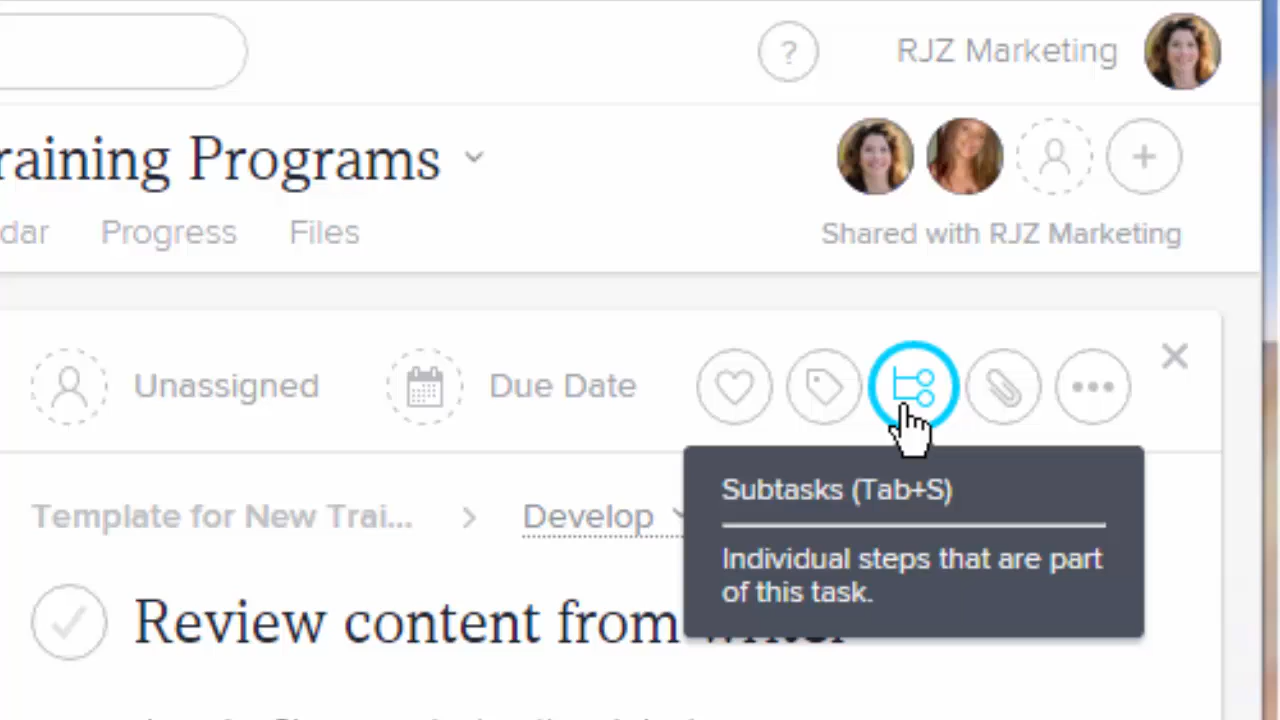 ?
RJZ Marketing
raining Programs
dar Progress Files
Shared with RJZ Marketing
Unassigned
Due Date
Subtasks (Tab+S)
Individual steps that are part
of this task.
Template for New Trai... > Develop
Review content from writer